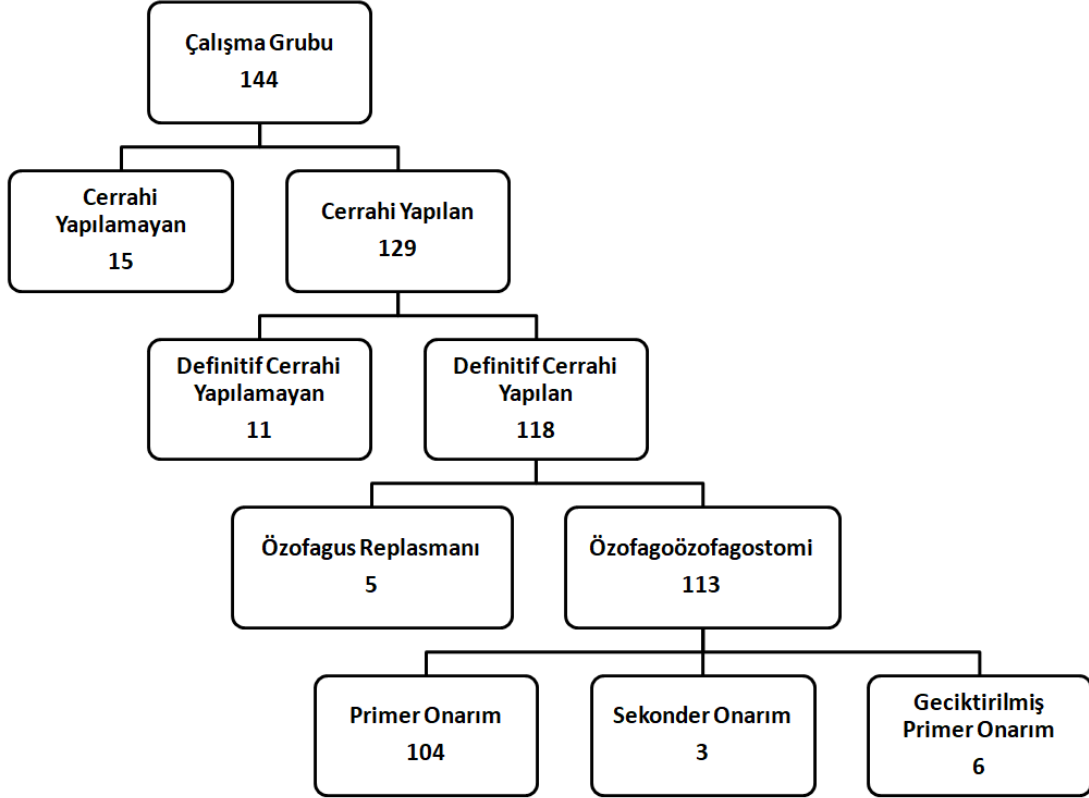 Çalışma Grubu
144
Cerrahi
Yapılamayan
15
Cerrahi Yapılan
129
Definitif Cerrahi
Yapılamayan
11
Definitif Cerrahi
Yapılan
118
Özofagus Replasmanı
5
Özofagoözofagostomi
113
Primer Onarım
104
Sekonder Onarım
3
Geciktirilmiş
Primer Onarım
6